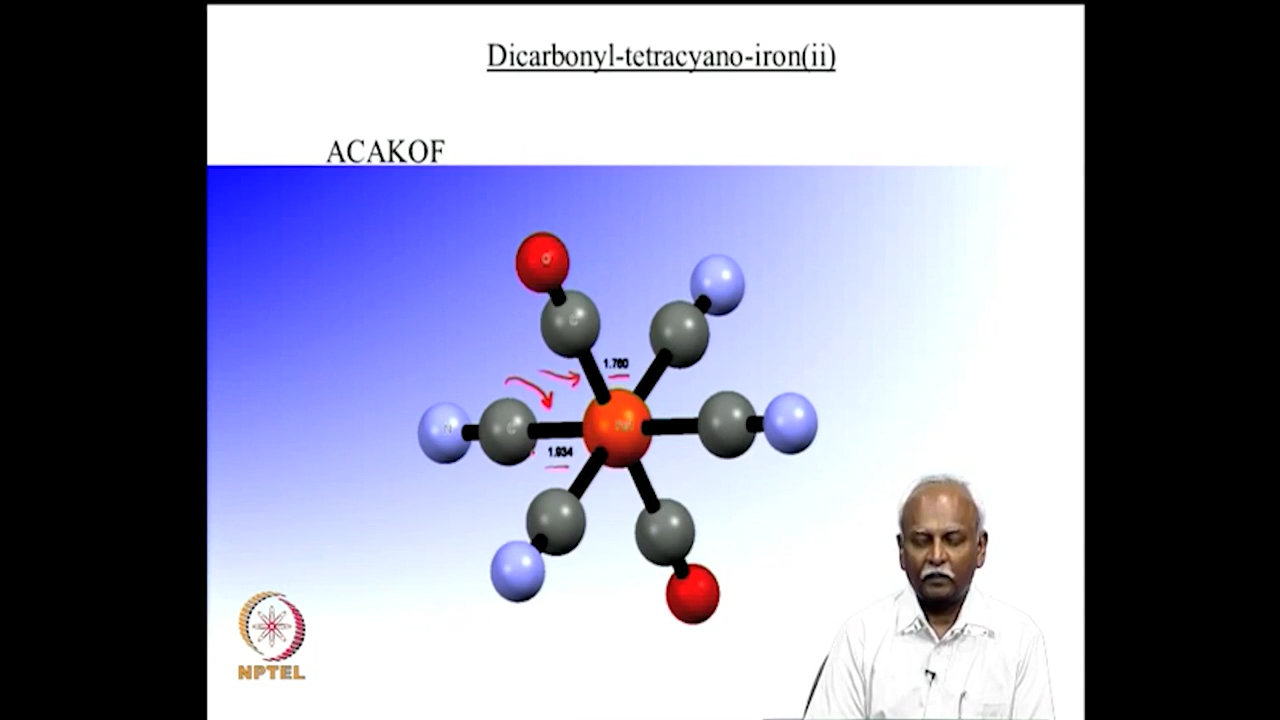 Dicarbonyl-tetracyano-iron(ii)
ACAKOF
O
C
1.760
N
C
1.934
NPTEL